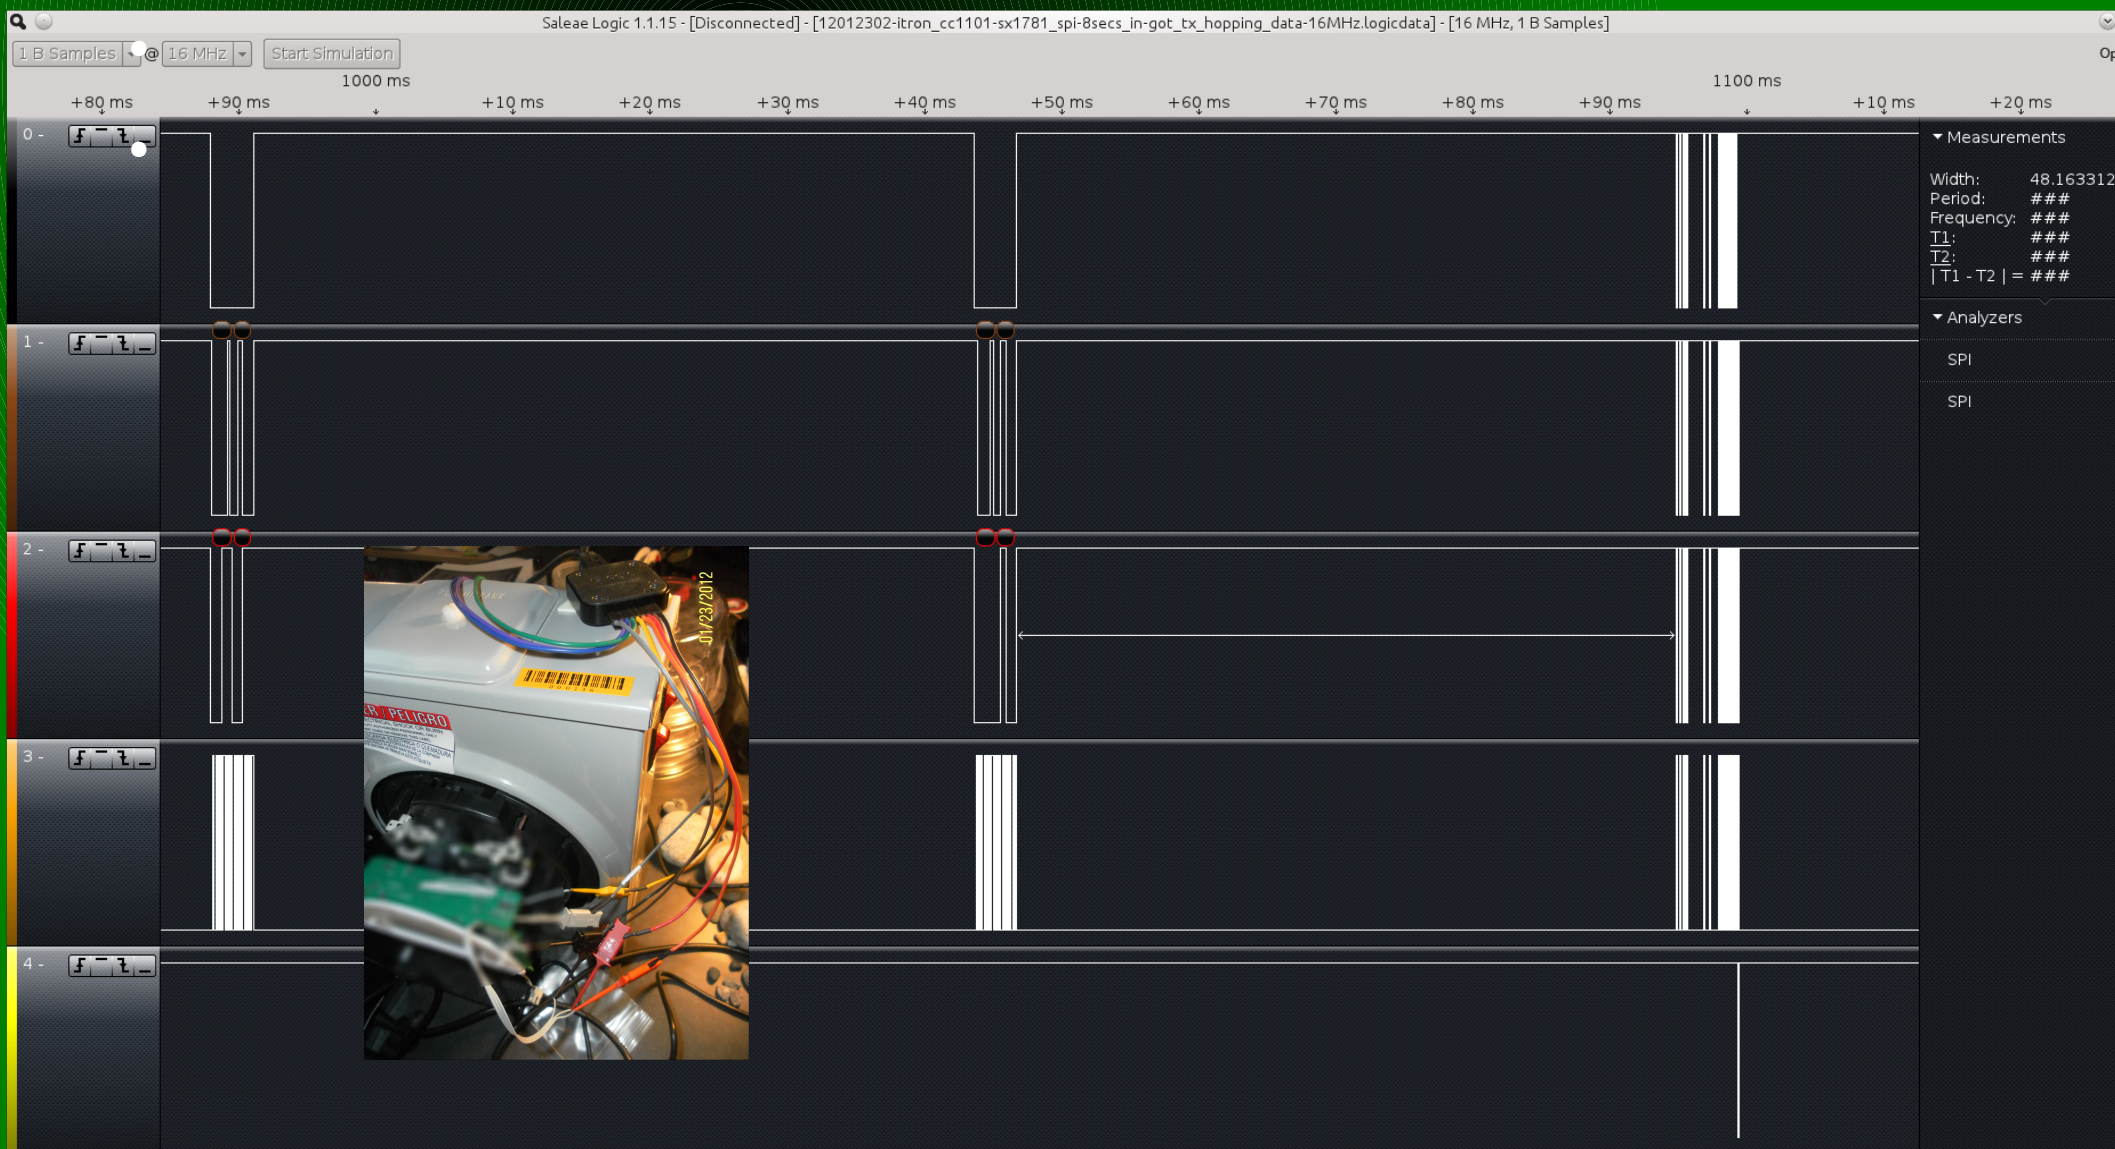 Saleae Logic 1.1.15 - [Disconnected] - [12012302-itron_cc1101-sx1781_spi-8secs_in-got_tx_hopping_data-16MHz.logicdata] - [16 MHz, 1 B Samples]
1 B Samples @ 16 MHz Start Simulation Op
1000 ms 1100 ms
+80 ms +90 ms +10 ms +20 ms +30 ms +40 ms +50 ms +60 ms +70 ms +80 ms +90 ms +10 ms +20 ms
0 -
Measurements
Width: 48.163312
Period: ###
Frequency: ###
T1: ###
T2: ###
| T1 - T2 | = ###
Analyzers
1 -
SPI
SPI
2 -
01/23/2012
ER / PELIGRO
3 -
4 -